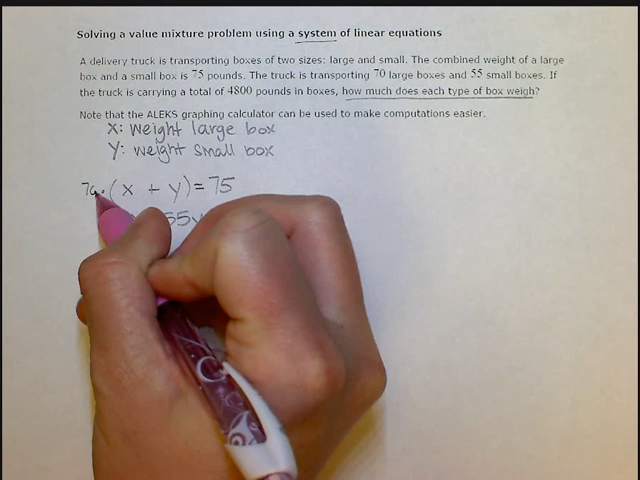 Solving a value mixture problem using a system of linear equations
A delivery truck is transporting boxes of two sizes: large and small. The combined weight of a large
box and a small box is 75 pounds. The truck is transporting 70 large boxes and 55 small boxes. If
the truck is carrying a total of 4800 pounds in boxes, how much does each type of box weigh?
Note that the ALEKS graphing calculator can be used to make computations easier.
X: weight large box
Y: weight small box
(x + y) = 75
55y